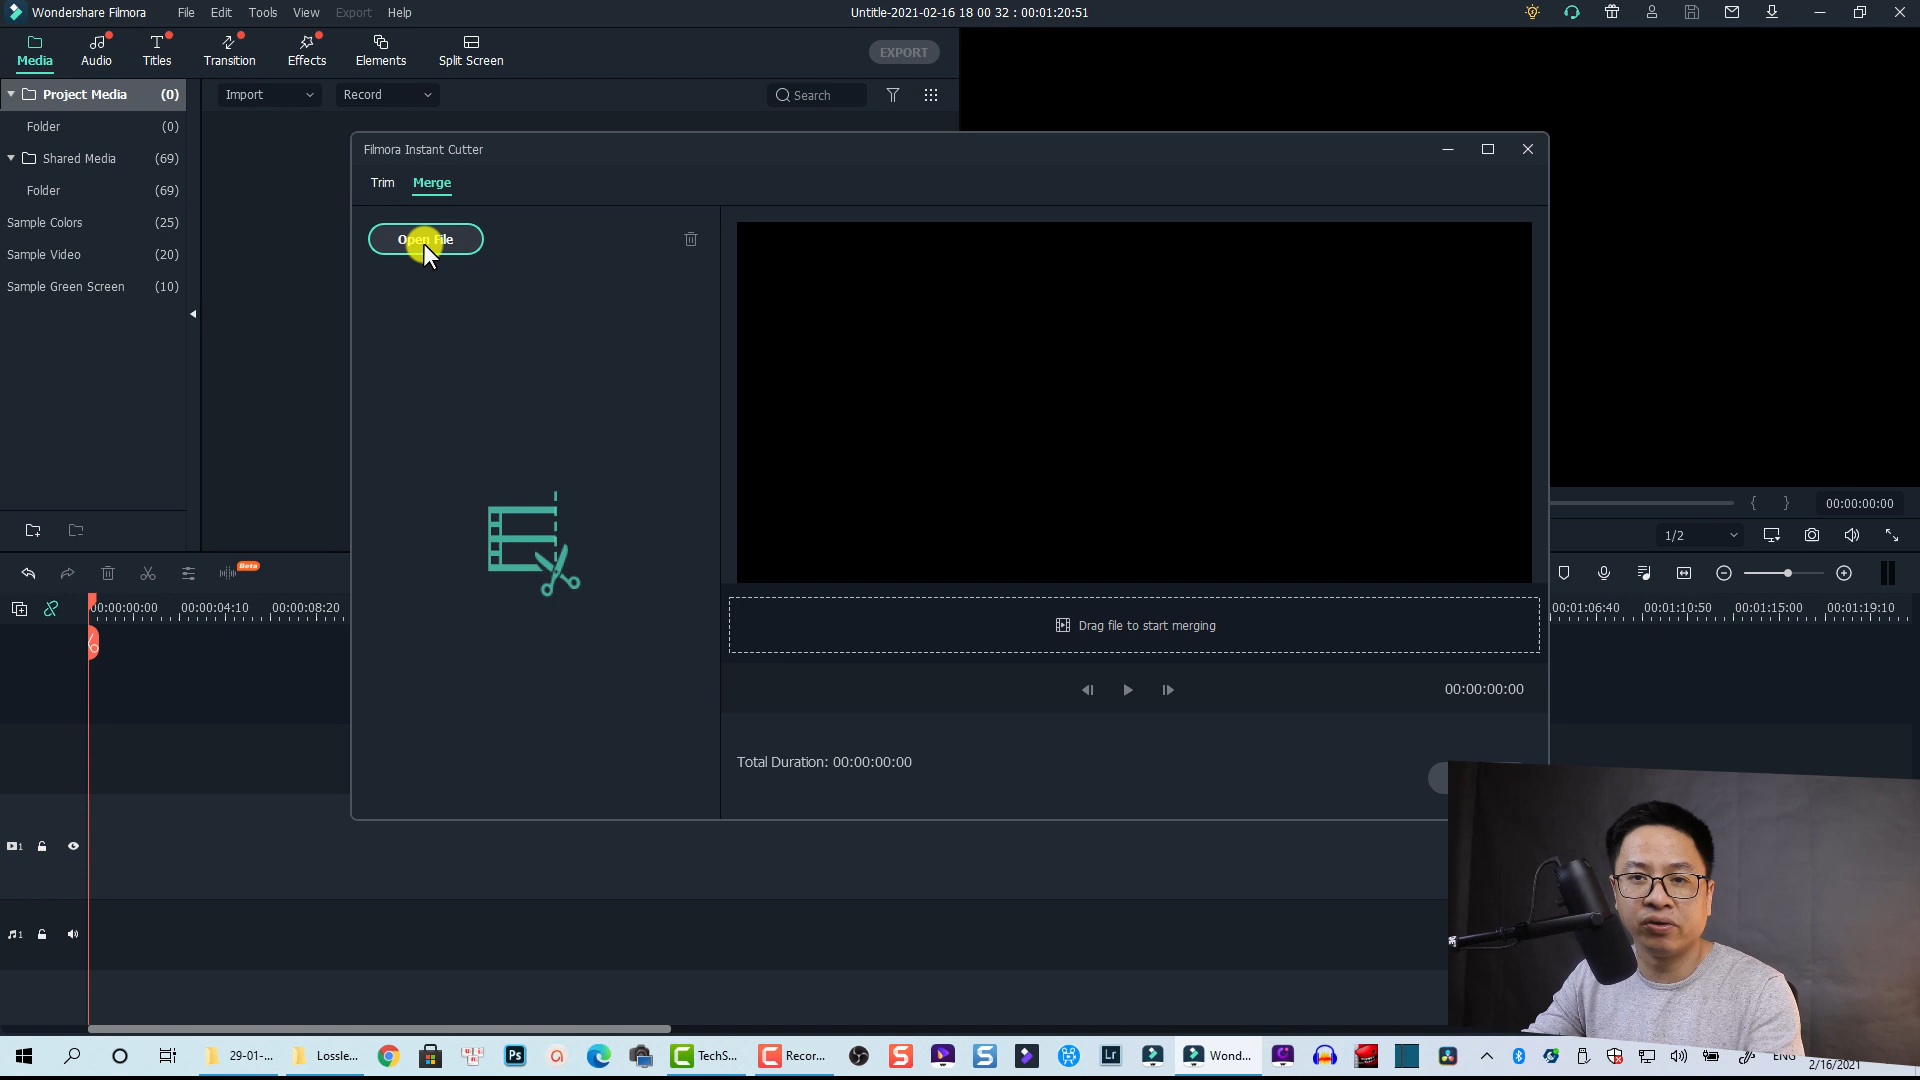 Wondershare Filmora File Edit Tools View Export Help Untitle-2021-02-16 18 00 32 : 00:01:20:51
Media Audio Titles Transition Effects Elements Split Screen EXPORT
Project Media (0) Import Record Search
Folder (0)
Shared Media (69)
Folder (69)
Sample Colors (25)
Sample Video (20)
Sample Green Screen (10)
Filmora Instant Cutter
Trim Merge
Open File
Drag file to start merging
00:00:00:00
Total Duration: 00:00:00:00
00:00:00:00
1/2
Beta
00:00:00:00 00:00:04:10 00:00:08:20 00:01:06:40 00:01:10:50 00:01:15:00 00:01:19:10
1
1
29-01-... Lossle... Ps TechS... Recor... Lr Wond... ENG
2/16/2021